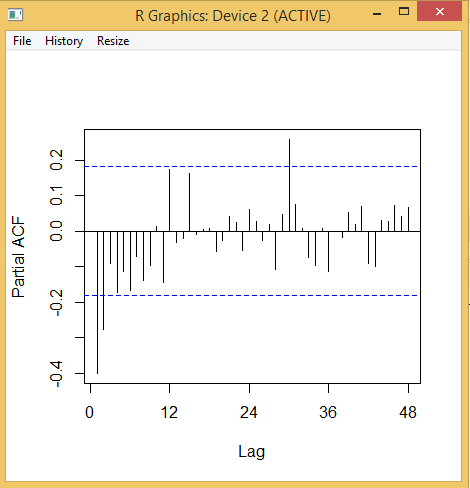 R Graphics: Device 2 (ACTIVE)
File History Resize
Partial ACF
0.2
0.1
0.0
-0.2
-0.4
0 12 24 36 48
Lag